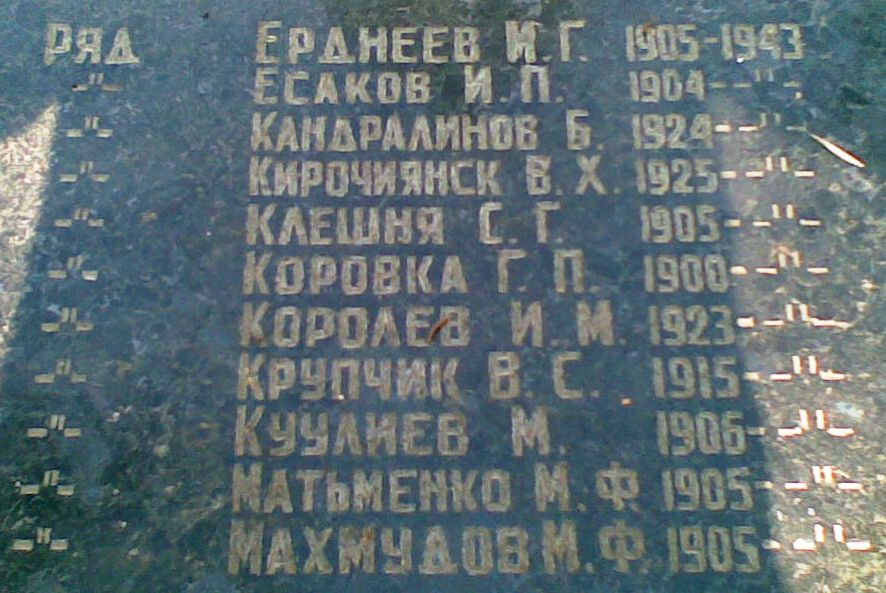 РЯД ЕРДНЕЕВ И.Г. 1905-1943
-"- ЕСАКОВ И.П. 1904-"-
-"- КАНДРАЛИНОВ Б. 1924--"-
-"- КИРОЧИЯНСК В.Х. 1925--"-
-"- КЛЕШНЯ С.Г. 1905--"-
-"- КОРОВКА Г.П. 1900--"-
-"- КОРОЛЕВ И.М. 1923--"-
-"- КРУПЧИК В.С. 1915--"-
-"- КУУЛИЕВ М. 1906--"-
-"- МАТЬМЕНКО М.Ф 1905--"-
-"- МАХМУДОВ М.Ф. 1905--"-